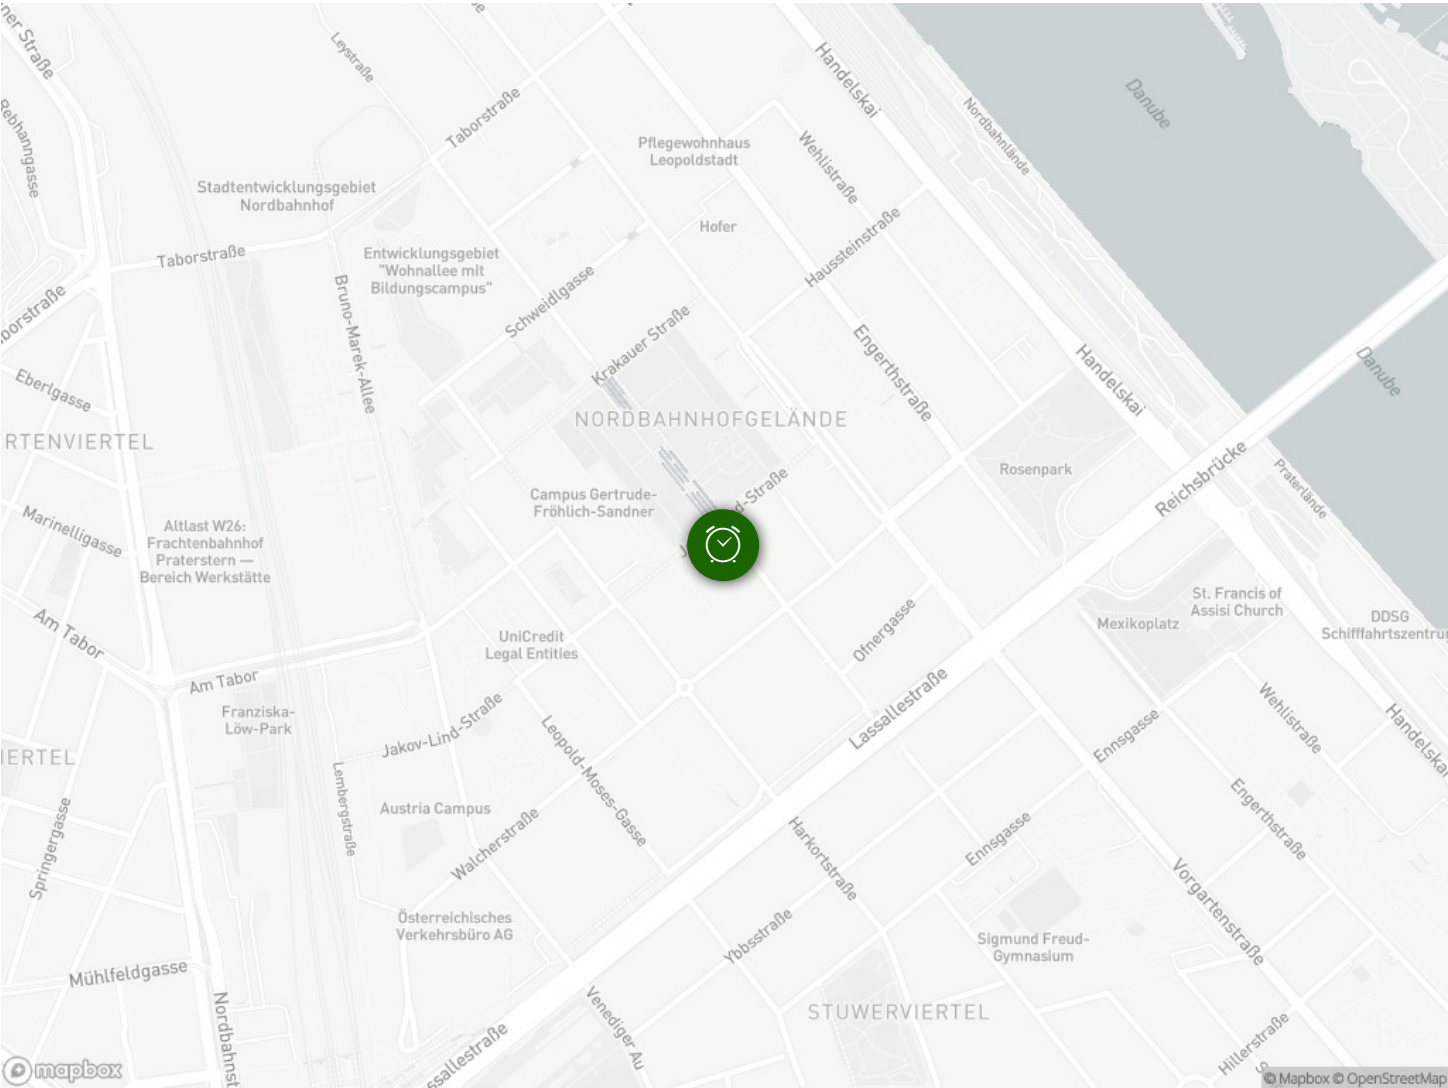 ner Straße
Leystraße
Handelskai
Danube
Rebhanngasse
Taborstraße
Nordbahnlände
Pflegewohnhaus
Leopoldstadt
Wehlistraße
Stadtentwicklungsgebiet
Nordbahnhof
Hofer
Haussteinstraße
Taborstraße
Entwicklungsgebiet
"Wohnallee mit
Bildungscampus"
Schweidlgasse
borstraße
Bruno-Marek-Allee
Krakauer Straße
Engerthstraße
Handelskai
Danube
Eberlgasse
NORDBAHNHOFGELÄNDE
RTENVIERTEL
Rosenpark
Reichsbrücke
Praterlände
d-Straße
Campus Gertrude-
Fröhlich-Sandner
Marinelligasse
Altlast W26:
Frachtenbahnhof
Praterstern —
Bereich Werkstätte
St. Francis of
Assisi Church
Mexikoplatz
DDSG
Schifffahrtszentrum
Am Tabor
UniCredit
Legal Entities
Ofnergasse
Am Tabor
Franziska-
Löw-Park
Lassallestraße
Wehlistraße
Handelskai
Jakov-Lind-Straße
Leopold-Moses-Gasse
Ennsgasse
IERTEL
Lembergstraße
Austria Campus
Engerthstraße
Springergasse
Walcherstraße
Harkortstraße
Ennsgasse
Vorgartenstraße
Österreichisches
Verkehrsbüro AG
Ybbsstraße
Sigmund Freud-
Gymnasium
Mühlfeldgasse
Nordbahnst
Venediger Au
STUWERVIERTEL
ssallestraße
Hillerstraße
mapbox
© Mapbox © OpenStreetMap